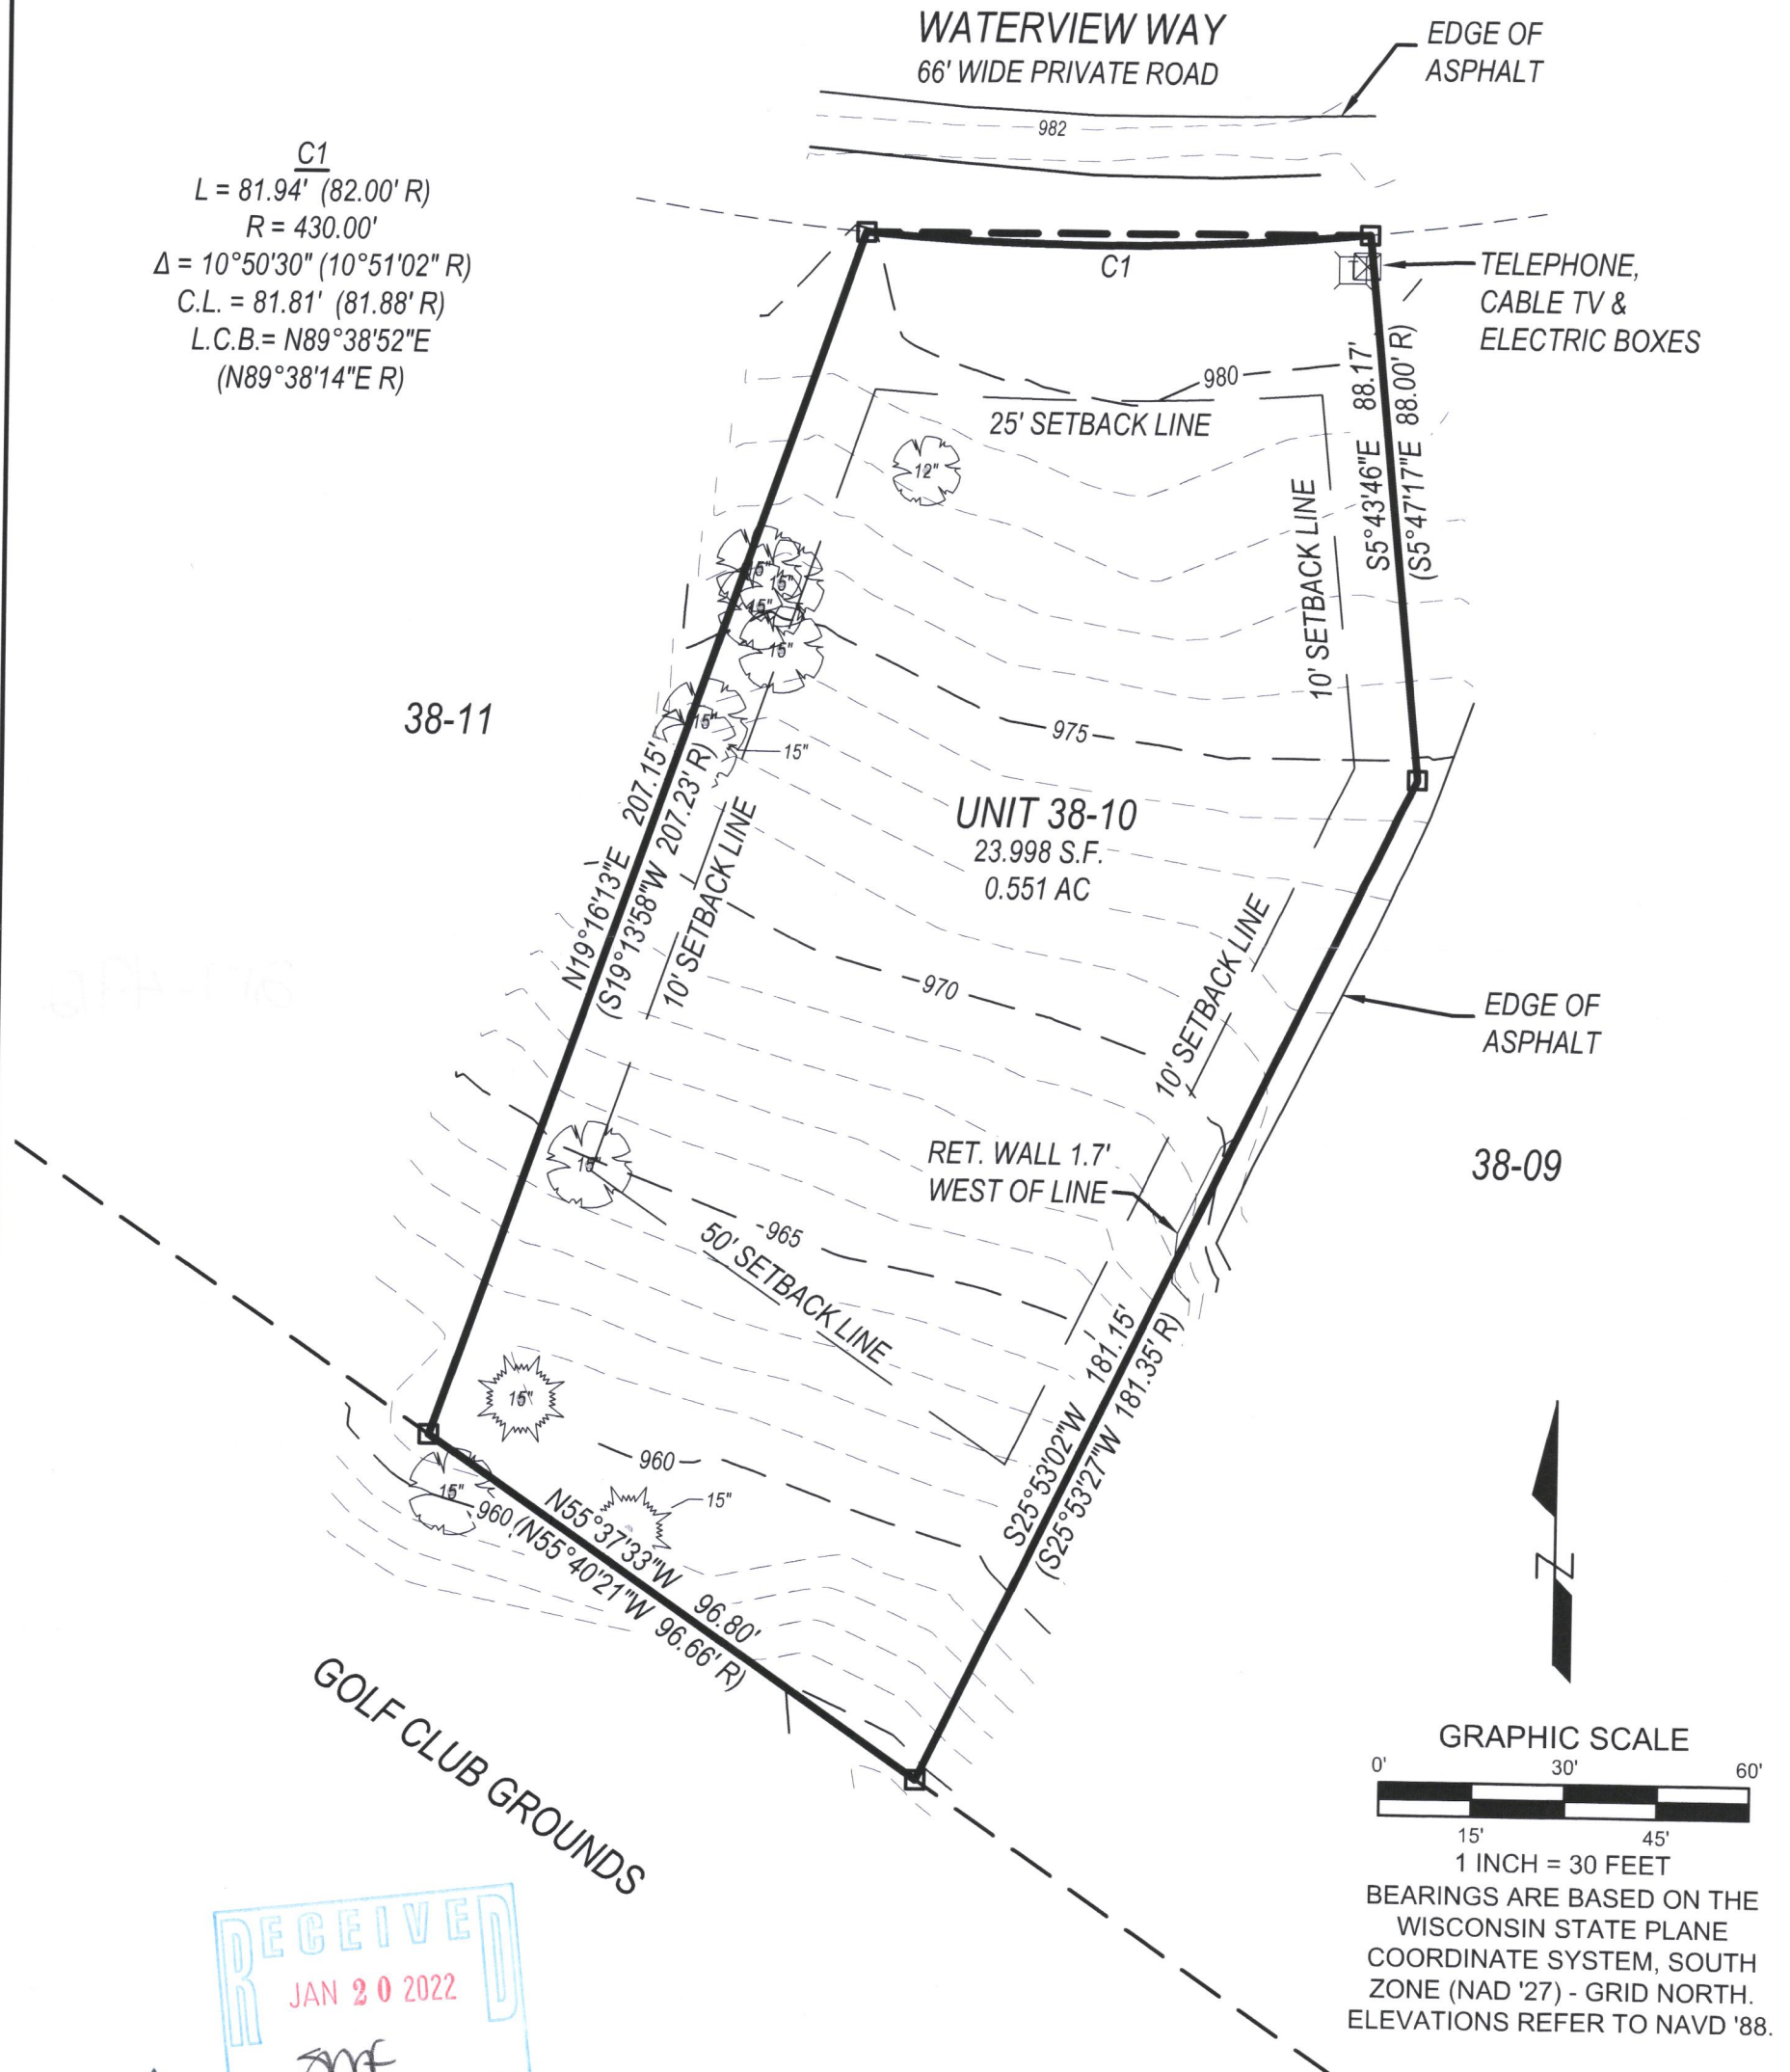 WATERVIEW WAY
66' WIDE PRIVATE ROAD
EDGE OF
ASPHALT
982
C1
L = 81.94' (82.00' R)
R = 430.00'
Δ = 10°50'30" (10°51'02" R)
C.L. = 81.81' (81.88' R)
L.C.B.= N89°38'52"E
(N89°38'14"E R)
C1
TELEPHONE,
CABLE TV &
ELECTRIC BOXES
980
25' SETBACK LINE
S5°43'46"E 88.17'
(S5°47'17"E 88.00' R)
12"
10' SETBACK LINE
15"
15"
15"
38-11
15"
15"
975
N19°16'13"E 207.15'
(S19°13'58"W 207.23' R)
10' SETBACK LINE
UNIT 38-10
23.998 S.F.
0.551 AC
970
10' SETBACK LINE
EDGE OF
ASPHALT
RET. WALL 1.7'
WEST OF LINE
38-09
15"
965
50' SETBACK LINE
S25°53'02"W 181.15'
(S25°53'27"W 181.35' R)
15"
960
15"
15"
960
N55°37'33"W 96.80'
(N55°40'21"W 96.66' R)
GOLF CLUB GROUNDS
N
GRAPHIC SCALE
0' 30' 60'
15' 45'
1 INCH = 30 FEET
BEARINGS ARE BASED ON THE
WISCONSIN STATE PLANE
COORDINATE SYSTEM, SOUTH
ZONE (NAD '27) - GRID NORTH.
ELEVATIONS REFER TO NAVD '88.
RECEIVED
JAN 20 2022